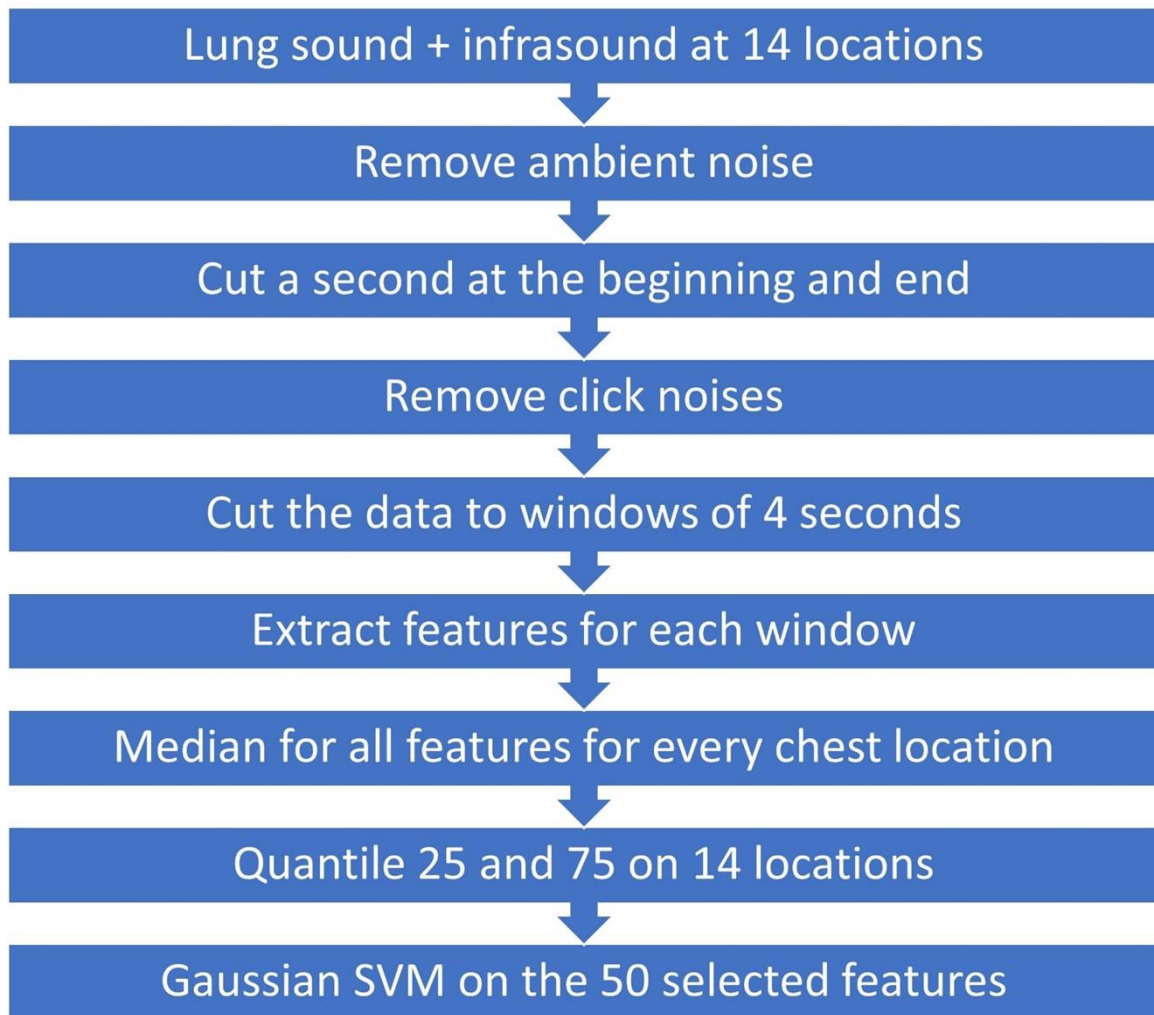 Lung sound + infrasound at 14 locations
Remove ambient noise
Cut a second at the beginning and end
Remove click noises
Cut the data to windows of 4 seconds
Extract features for each window
Median for all features for every chest location
Quantile 25 and 75 on 14 locations
Gaussian SVM on the 50 selected features